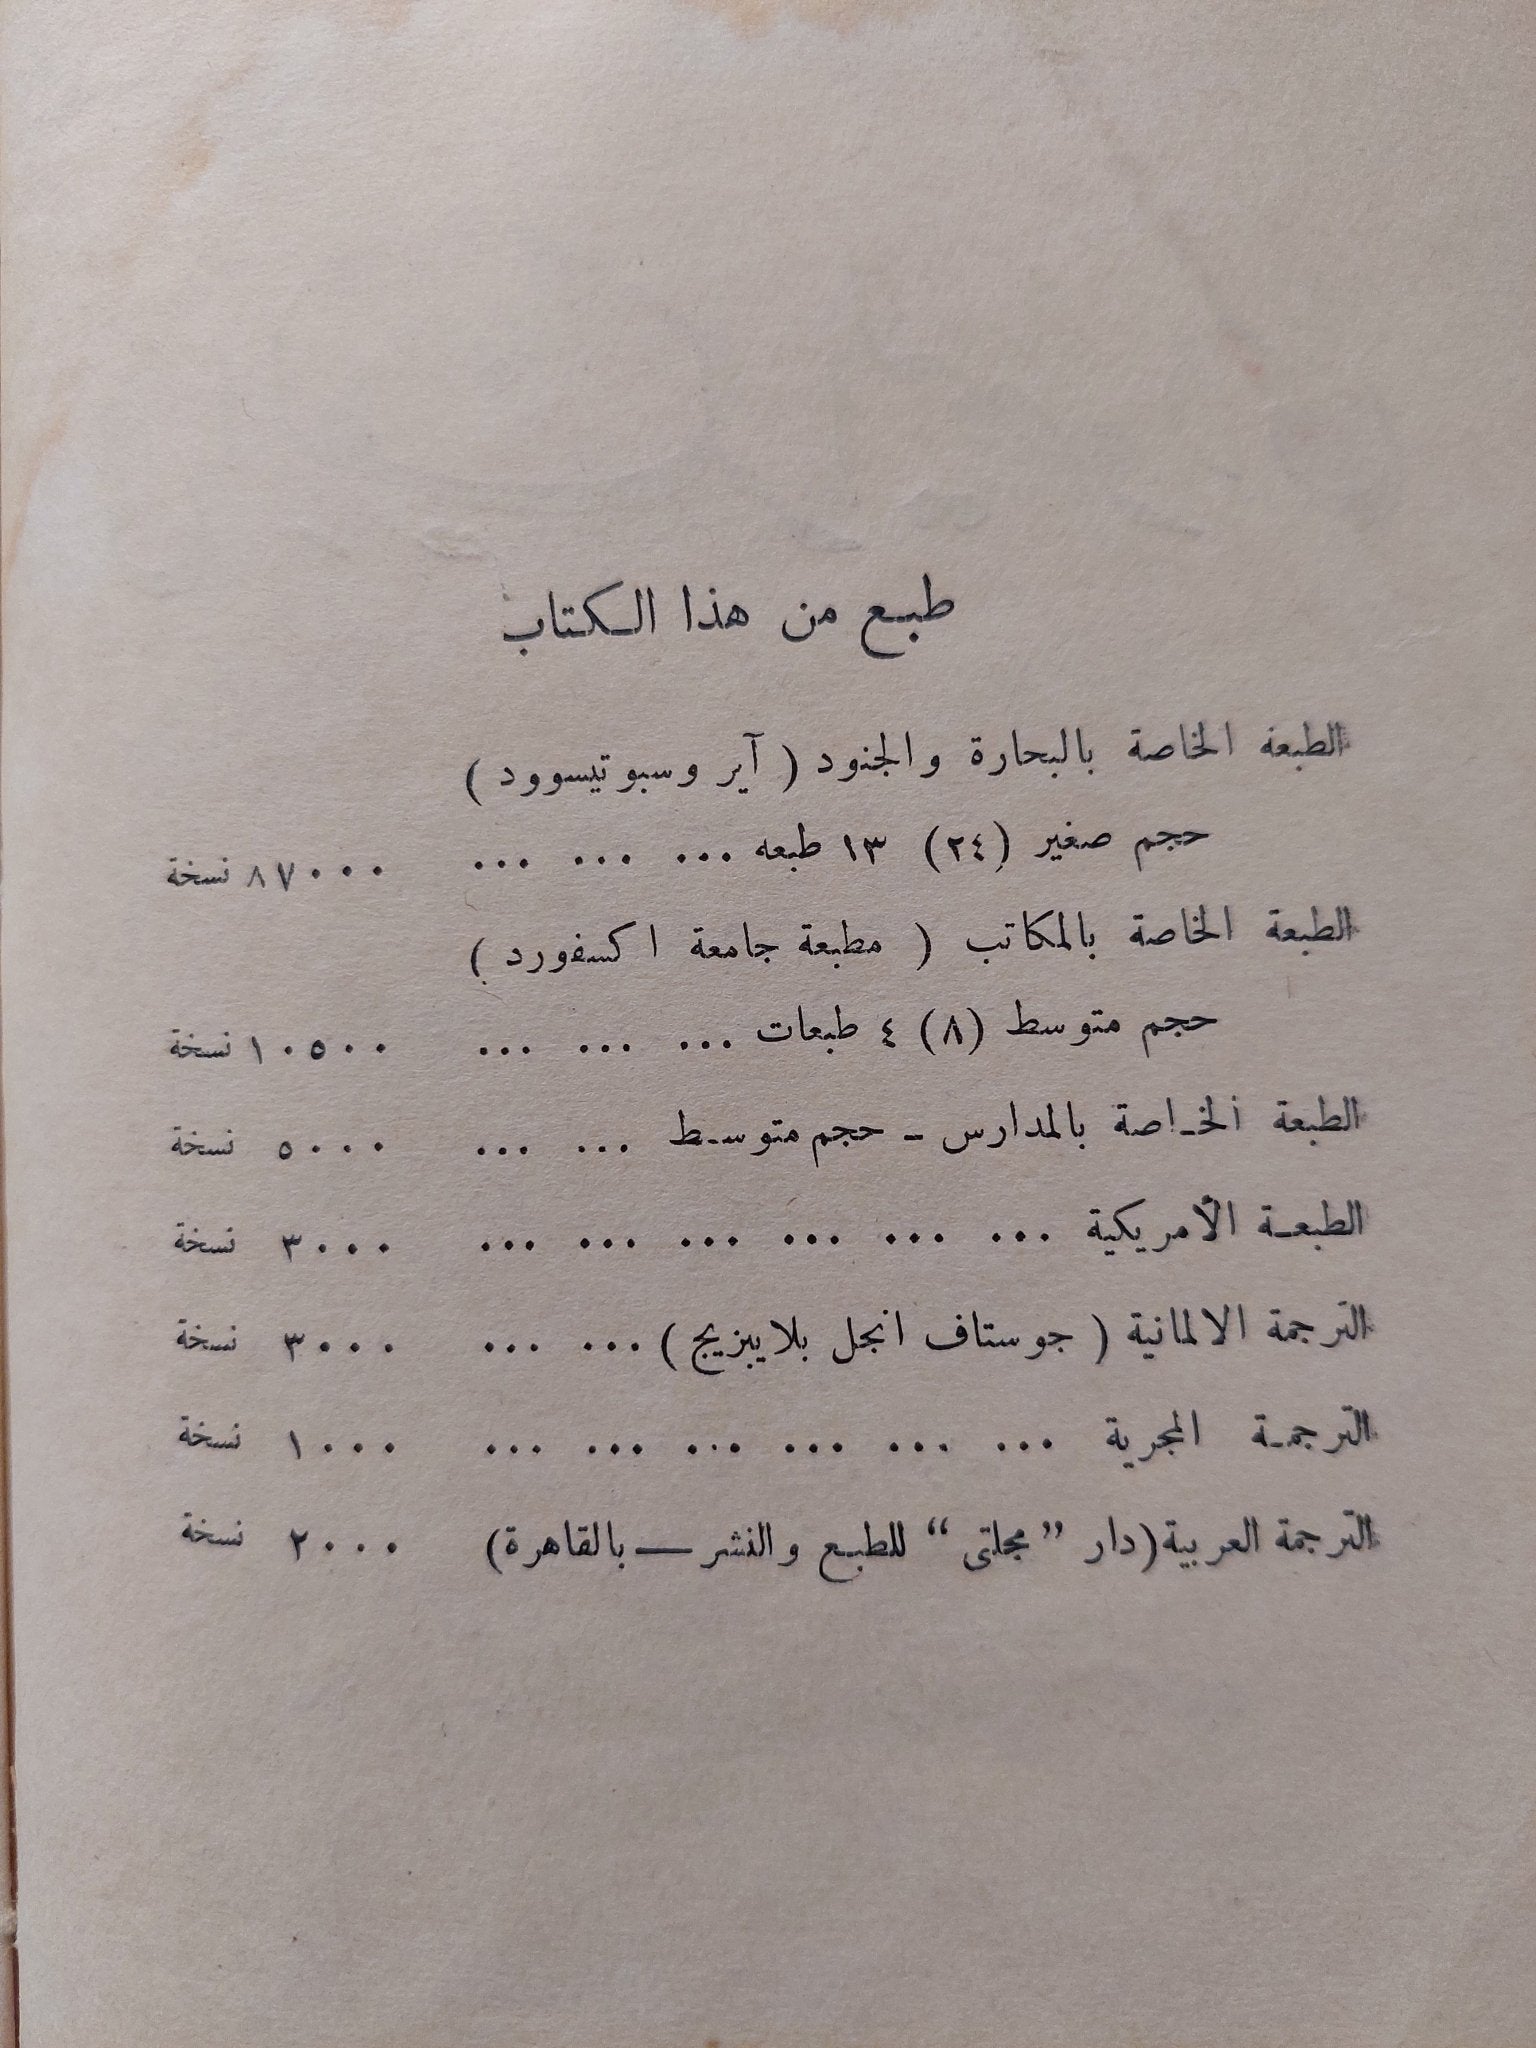 طبع من هذا الكتاب
الطبعة الخاصة بالبحارة والجنود ( آير وسبوتيسوود )
حجم صغير (٢٤) ١٣ طبعه ... ... ... ٨٧٠٠٠ نسخة
الطبعة الخاصة بالمكاتب ( مطبعة جامعة اكسفورد )
حجم متوسط (٨) ٤ طبعات ... ... ... ١٠٥٠٠ نسخة
الطبعة الخاصة بالمدارس – حجم متوسط ... ... ٥٠٠٠ نسخة
الطبعة الأمريكية ... ... ... ... ... ... ٣٠٠٠ نسخة
الترجمة الالمانية ( جوستاف انجل بلايبزيج ) ... ... ٣٠٠٠ نسخة
الترجمة المجرية ... ... ... ... ... ... ١٠٠٠ نسخة
الترجمة العربية (دار ” مجلتى “ للطبع والنشر — بالقاهرة) ٢٠٠٠ نسخة